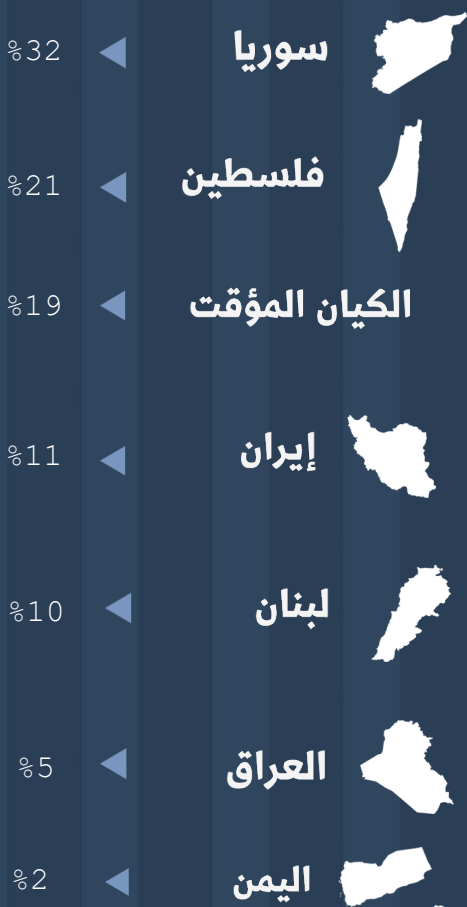 سوريا %32
فلسطين %21
الكيان المؤقت %19
إيران %11
لبنان %10
العراق %5
اليمن %2